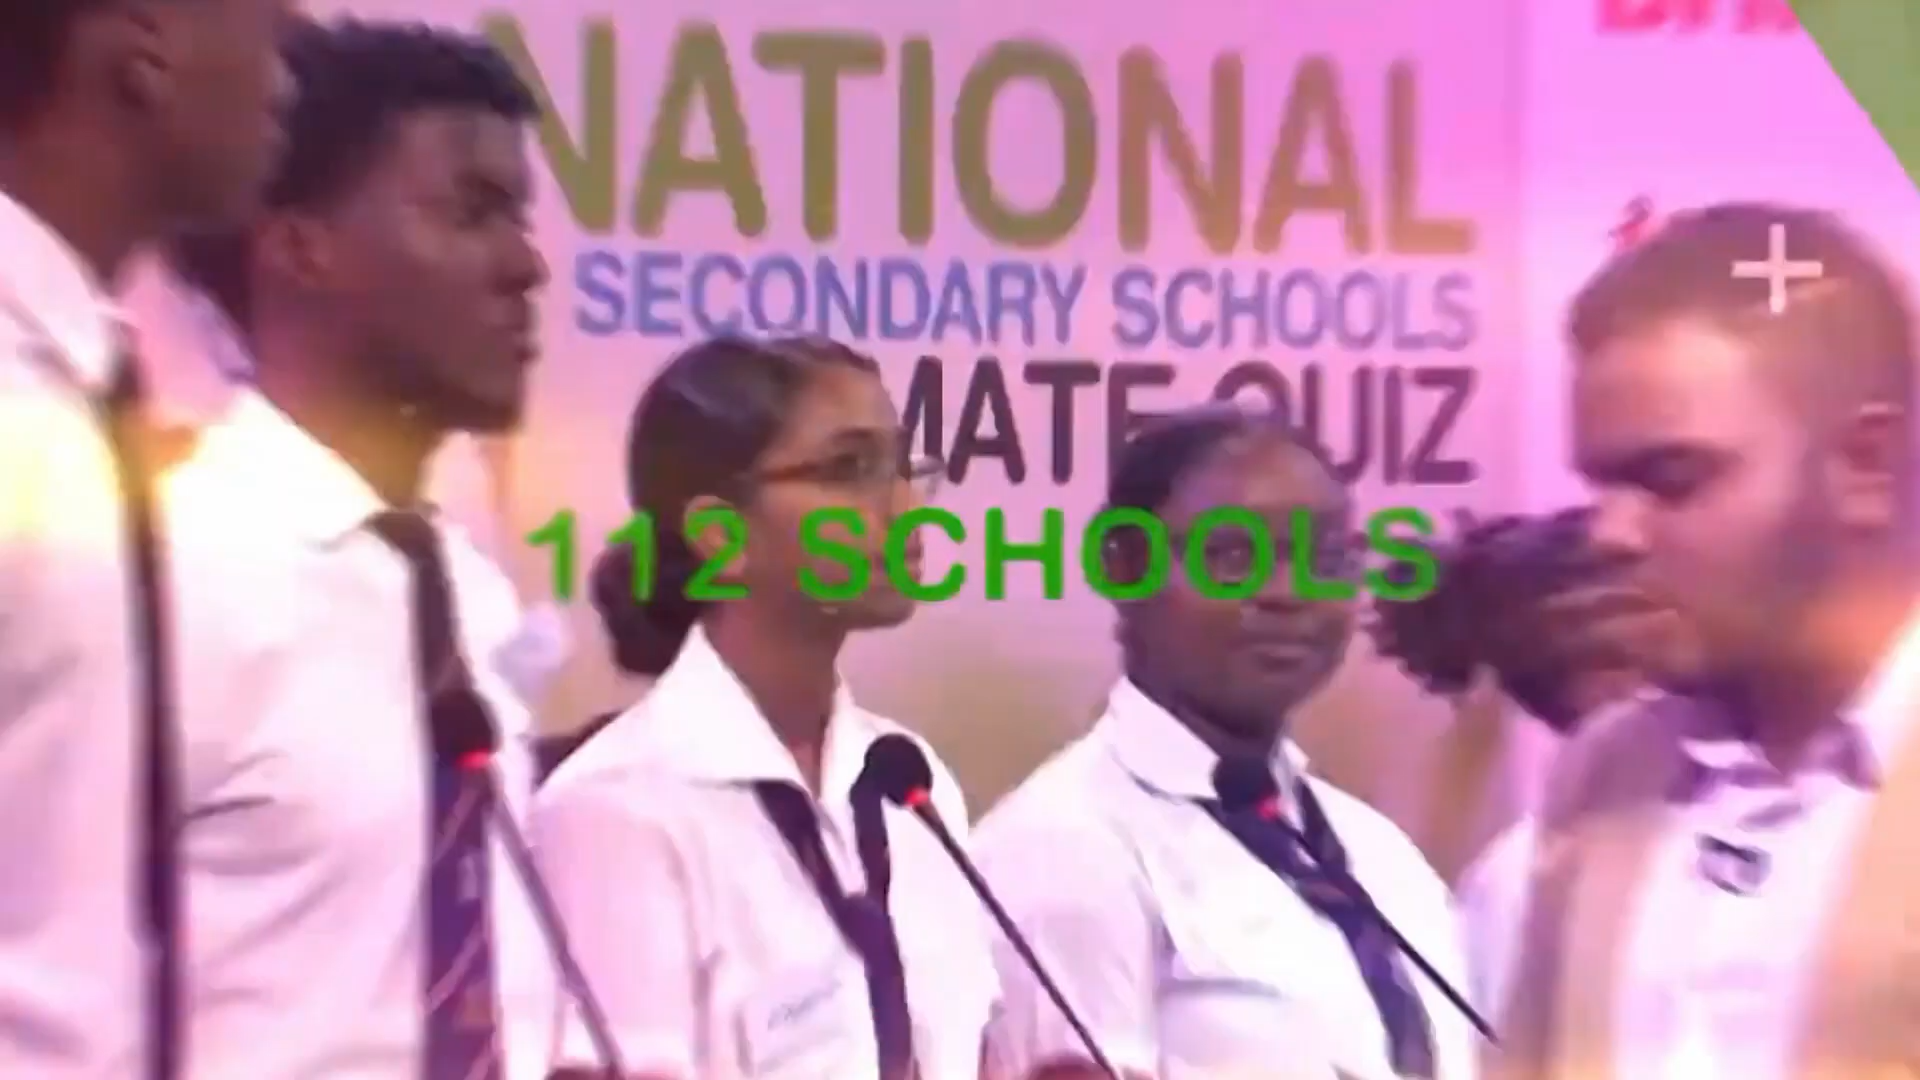 NATIONAL
SECONDARY SCHOOLS
MATE QUIZ
112 SCHOOLS